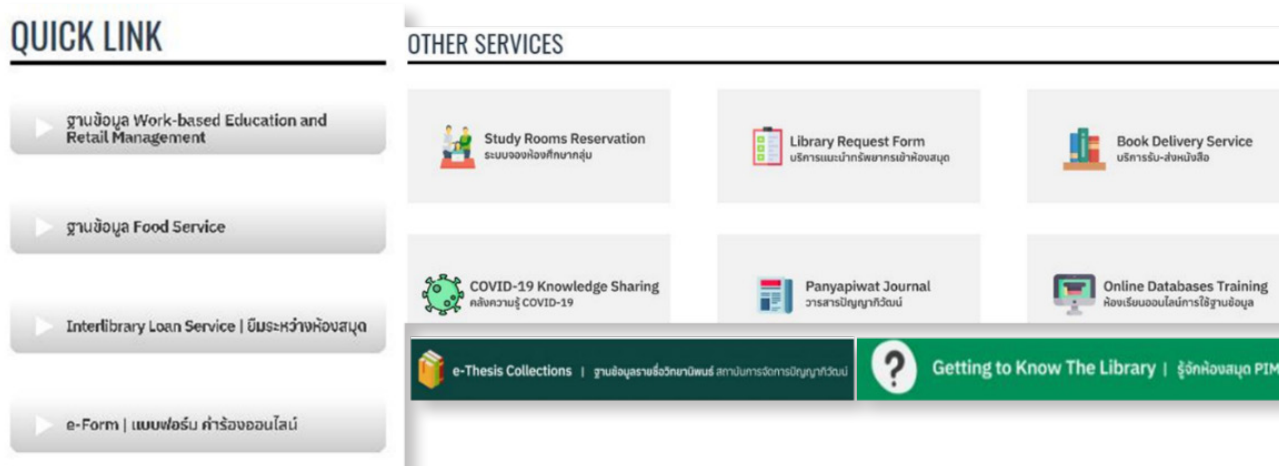 QUICK LINK
ฐานข้อมูล Work-based Education and
Retail Management
ฐานข้อมูล Food Service
Interlibrary Loan Service | ยืมระหว่างห้องสมุด
e-Form | แบบฟอร์ม คำร้องออนไลน์
OTHER SERVICES
Study Rooms Reservation
ระบบจองห้องศึกษากลุ่ม
Library Request Form
บริการแนะนำทรัพยากรเข้าห้องสมุด
Book Delivery Service
บริการรับ-ส่งหนังสือ
COVID-19 Knowledge Sharing
คลังความรู้ COVID-19
Panyapiwat Journal
วารสารปัญญาภิวัฒน์
Online Databases Training
ห้องเรียนออนไลน์การใช้ฐานข้อมูล
e-Thesis Collections | ฐานข้อมูลรายชื่อวิทยานิพนธ์ สถาบันการจัดการปัญญาภิวัฒน์
Getting to Know The Library | รู้จักห้องสมุด PIM